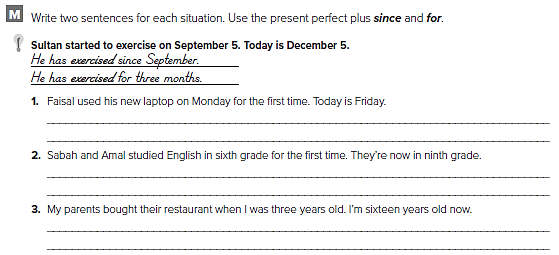 M Write two sentences for each situation. Use the present perfect plus since and for.
Sultan started to exercise on September 5. Today is December 5.
He has exercised since September.
He has exercised for three months.
1. Faisal used his new laptop on Monday for the first time. Today is Friday.
2. Sabah and Amal studied English in sixth grade for the first time. They're now in ninth grade.
3. My parents bought their restaurant when I was three years old. I'm sixteen years old now.